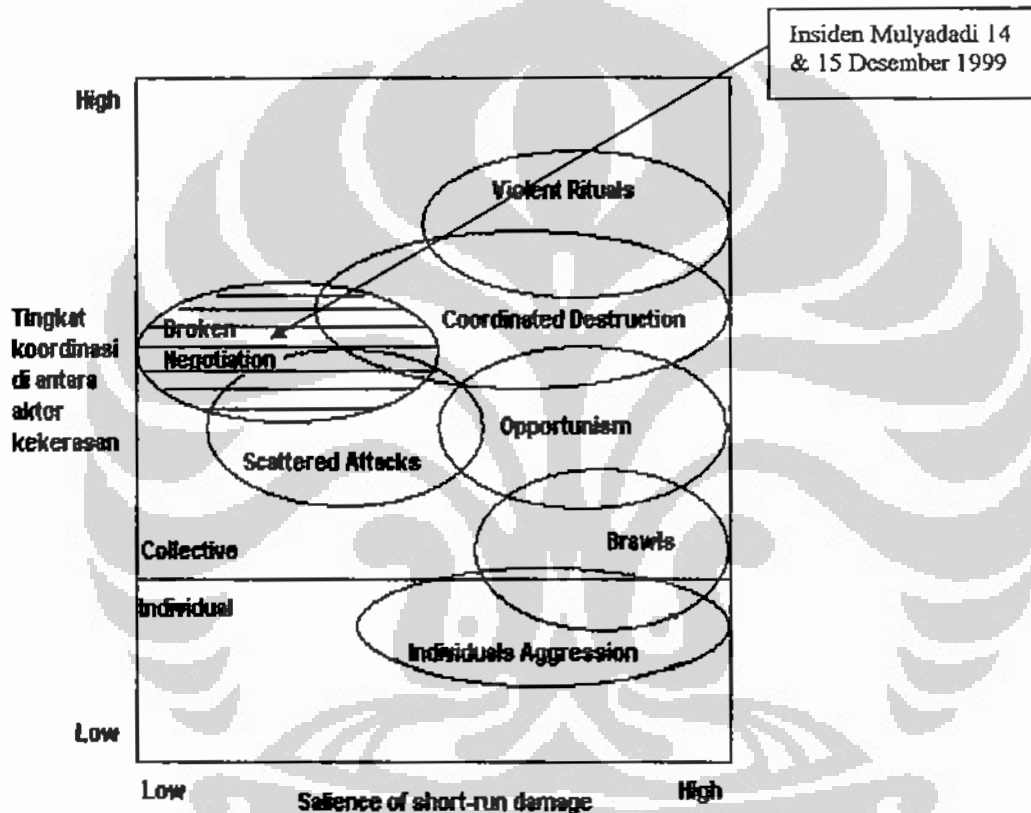 Insiden Mulyadadi 14
& 15 Desember 1999
High
Violent Rituals
Tingkat
koordinasi
di antara
aktor
kekerasan
Broken
Negotiation
Coordinated Destruction
Opportunism
Scattered Attacks
Brawls
Collective
Individual
Individuals Aggression
Low
Low
Salience of short-run damage
High